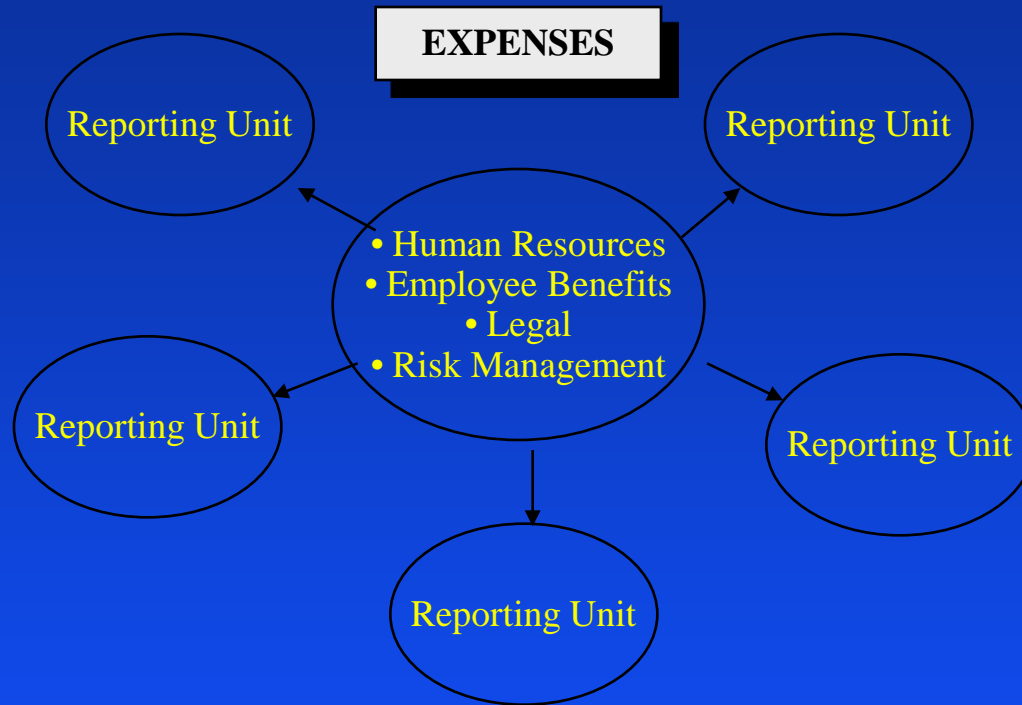 EXPENSES
Reporting Unit
Reporting Unit
• Human Resources
• Employee Benefits
• Legal
• Risk Management
Reporting Unit
Reporting Unit
Reporting Unit